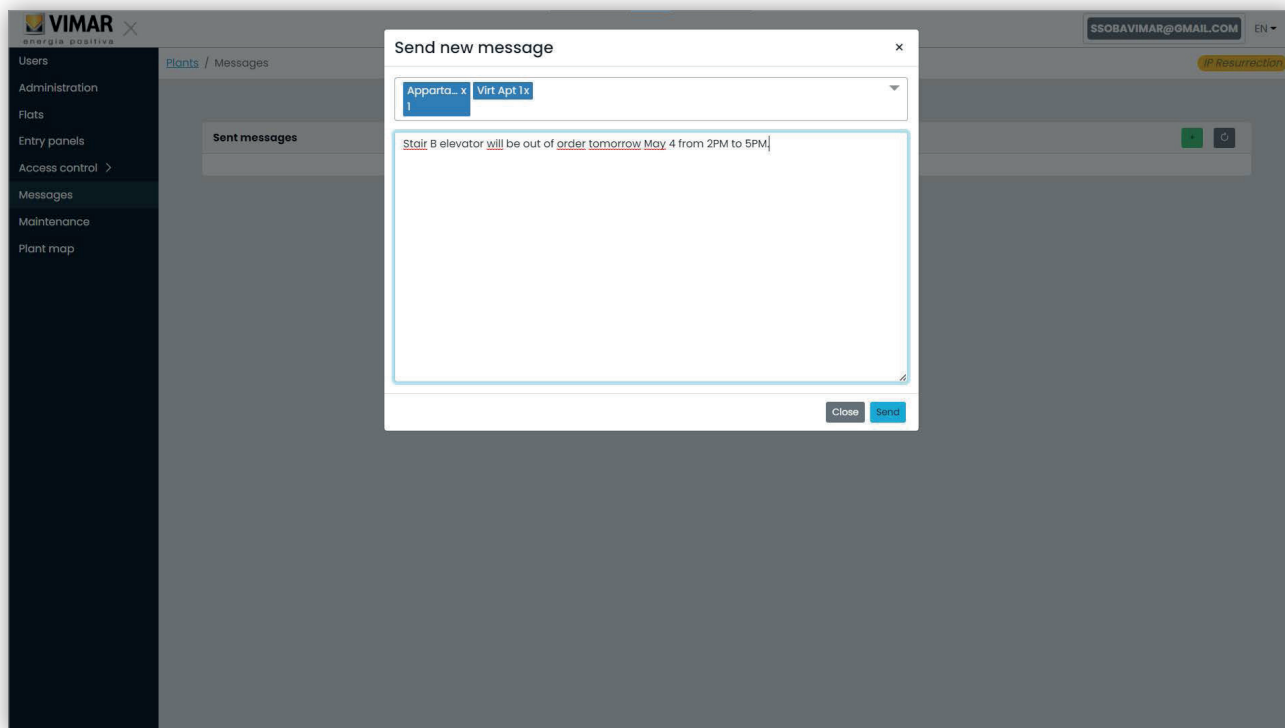 VIMAR
energia positiva
SSOBAVIMAR@GMAIL.COM EN
Users
Administration
Flats
Entry panels
Access control >
Messages
Maintenance
Plant map
Plants / Messages
IP Resurrection
Sent messages
+
Send new message ×
Apparta... x Virt Apt 1x
1
Stair B elevator will be out of order tomorrow May 4 from 2PM to 5PM.
Close Send